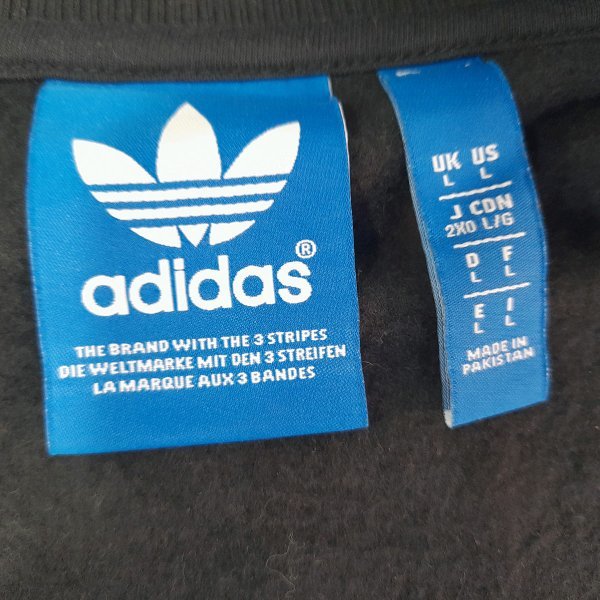 adidas®
THE BRAND WITH THE 3 STRIPES
DIE WELTMARKE MIT DEN 3 STREIFEN
LA MARQUE AUX 3 BANDES
UK US
L L
J CDN
2XO L/G
D F
L L
E I
L L
MADE IN
PAKISTAN